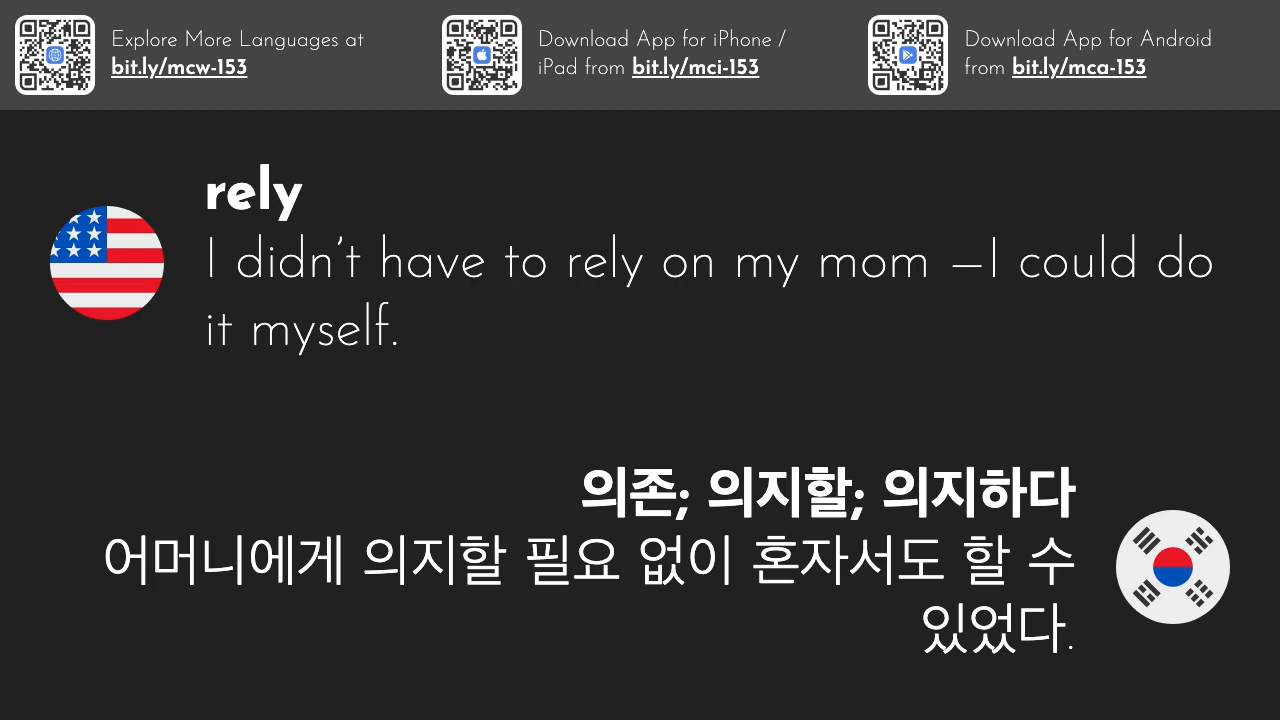 Explore More Languages at
bit.ly/mcw-153
Download App for iPhone /
iPad from bit.ly/mci-153
Download App for Android
from bit.ly/mca-153
rely
I didn't have to rely on my mom —I could do
it myself.
의존; 의지할; 의지하다
어머니에게 의지할 필요 없이 혼자서도 할 수
있었다.